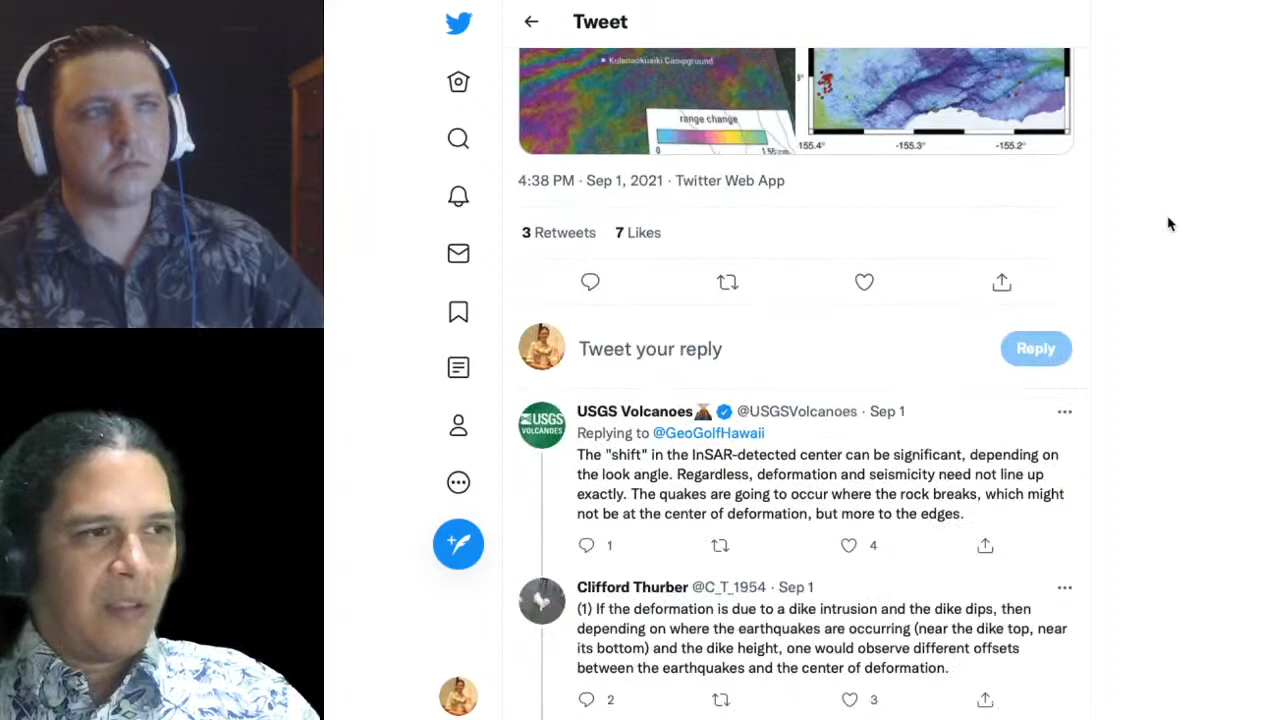 Tweet
Kulanaokuaiki Campground
range change
0
155.4°
-155.3°
-155.2°
4:38 PM · Sep 1, 2021 · Twitter Web App
3 Retweets 7 Likes
Tweet your reply
Reply
USGS
VOLCANOES
USGS Volcanoes🌋 @USGSVolcanoes · Sep 1
Replying to @GeoGolfHawaii
The "shift" in the InSAR-detected center can be significant, depending on
the look angle. Regardless, deformation and seismicity need not line up
exactly. The quakes are going to occur where the rock breaks, which might
not be at the center of deformation, but more to the edges.
1 4
Clifford Thurber @C_T_1954 · Sep 1
(1) If the deformation is due to a dike intrusion and the dike dips, then
depending on where the earthquakes are occurring (near the dike top, near
its bottom) and the dike height, one would observe different offsets
between the earthquakes and the center of deformation.
2 3